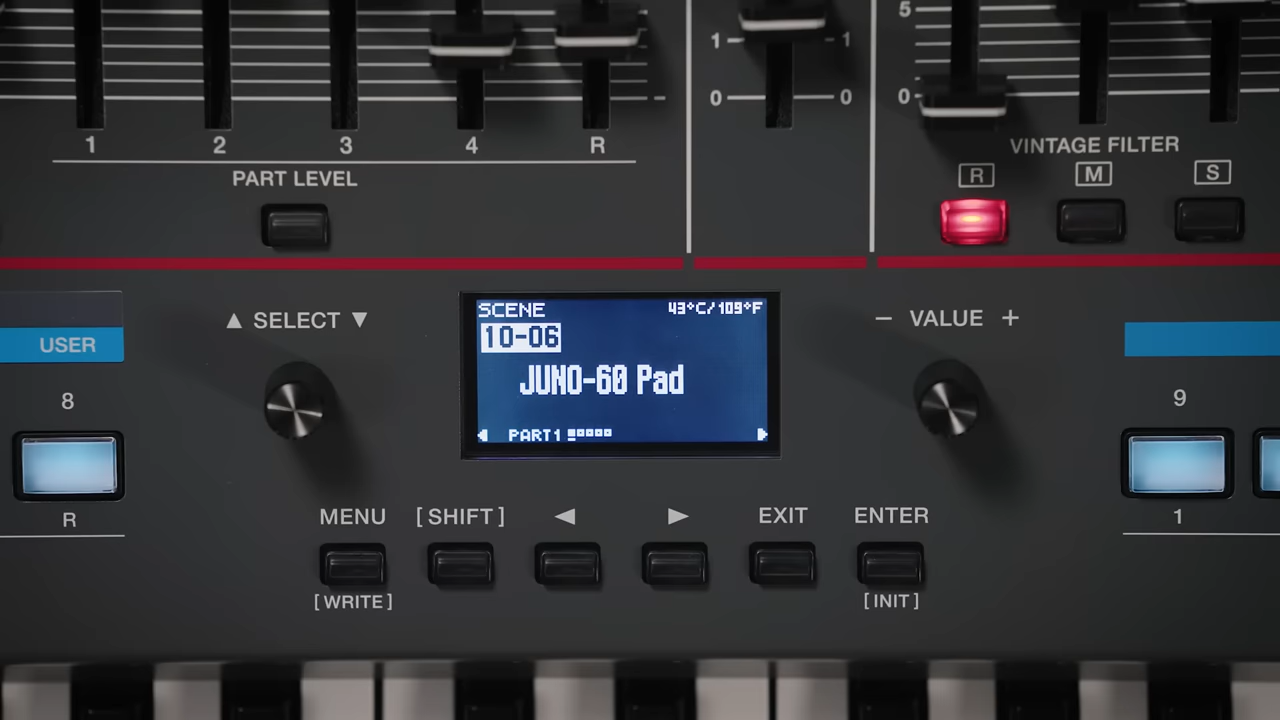 5
1 1
0 0 0
1 2 3 4 R
PART LEVEL
VINTAGE FILTER
R M S
SCENE 43°C/109°F
10-06
JUNO-60 Pad
PART1
▲ SELECT ▼
− VALUE +
USER
8
R
9
1
MENU [SHIFT] ◀ ▶ EXIT ENTER
[WRITE] [INIT]